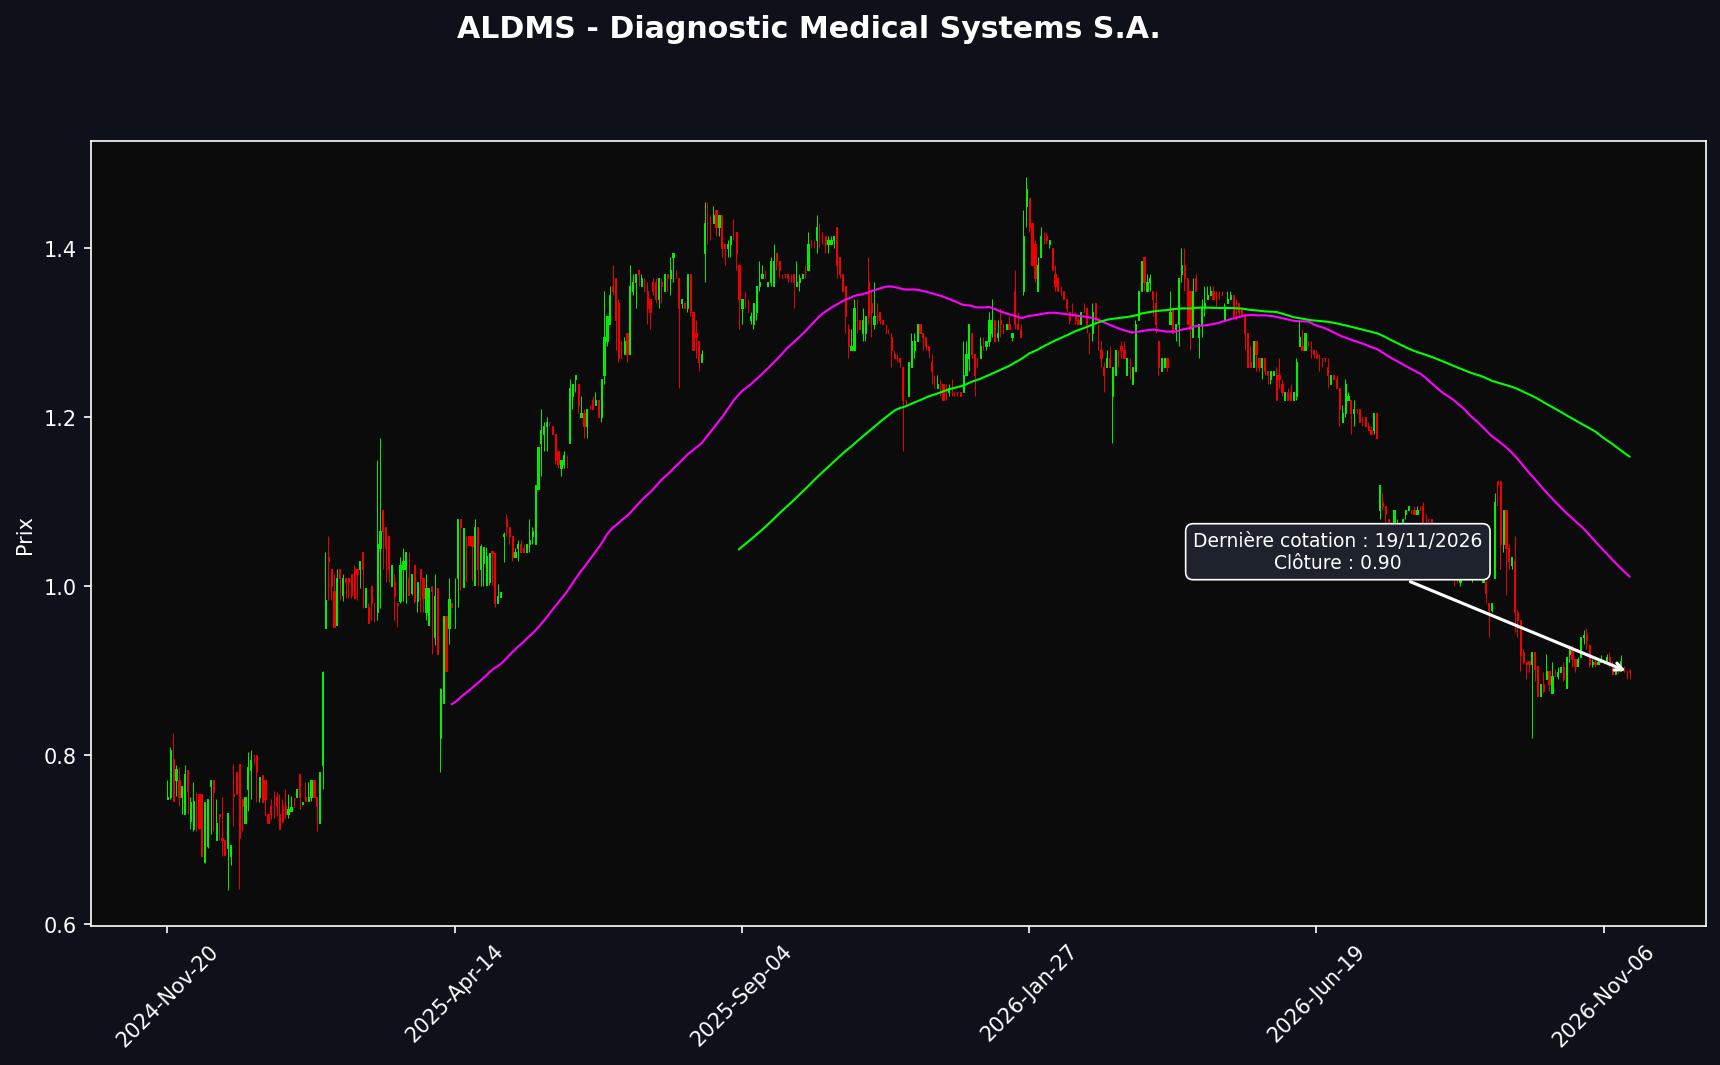 ALDMS - Diagnostic Medical Systems S.A.
Prix
1.4
1.2
1.0
0.8
0.6
Dernière cotation : 19/11/2026
Clôture : 0.90
2024-Nov-20
2025-Apr-14
2025-Sep-04
2026-Jan-27
2026-Jun-19
2026-Nov-06